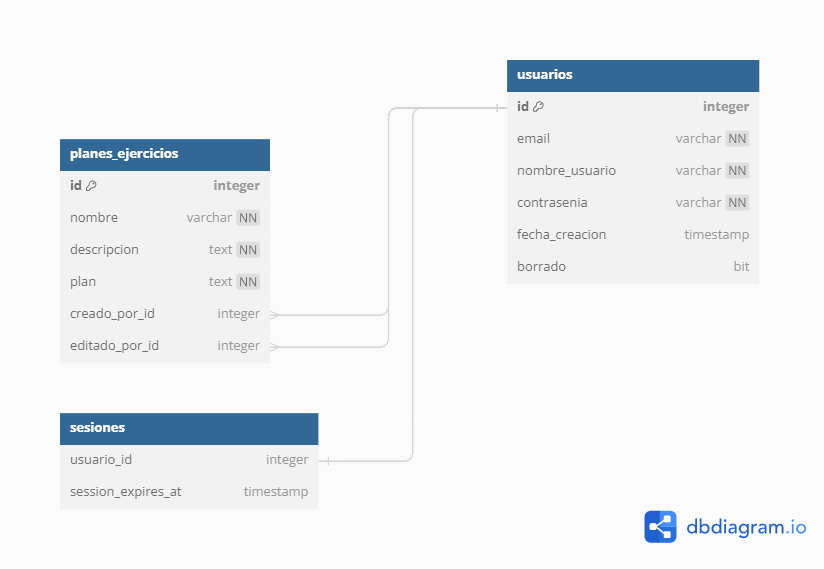 usuarios
id integer
email varchar NN
nombre_usuario varchar NN
contrasenia varchar NN
fecha_creacion timestamp
borrado bit
planes_ejercicios
id integer
nombre varchar NN
descripcion text NN
plan text NN
creado_por_id integer
editado_por_id integer
sesiones
usuario_id integer
session_expires_at timestamp
dbdiagram.io